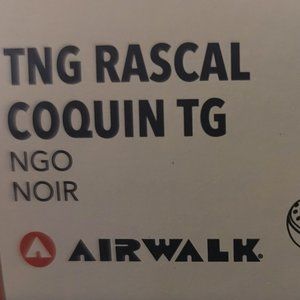 TNG RASCAL
COQUIN TG
NGO
NOIR
AIRWALK